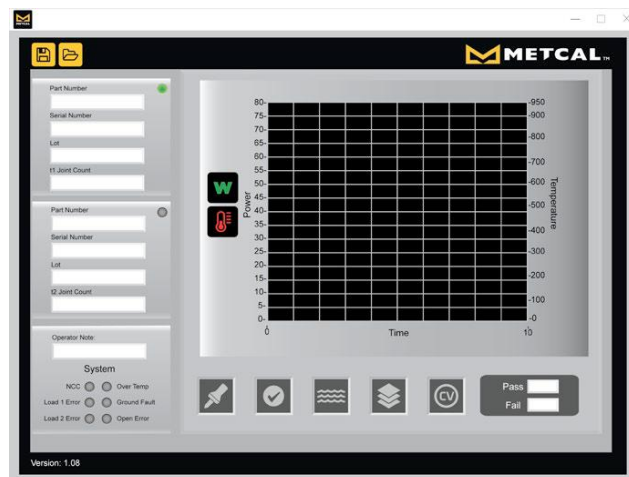 METCAL
METCAL TM
Part Number
Serial Number
Lot
t1 Joint Count
Part Number
Serial Number
Lot
t2 Joint Count
Operator Note:
System
NCC Over Temp
Load 1 Error Ground Fault
Load 2 Error Open Error
W
Power
80-
75-
70-
65-
60-
55-
50-
45-
40-
35-
30-
25-
20-
15-
10-
5-
0-
-950
-900
-800
-700
-600
-500
-400
-300
-200
-100
-0
Temperature
0 Time 10
CV
Pass
Fail
Version: 1.08